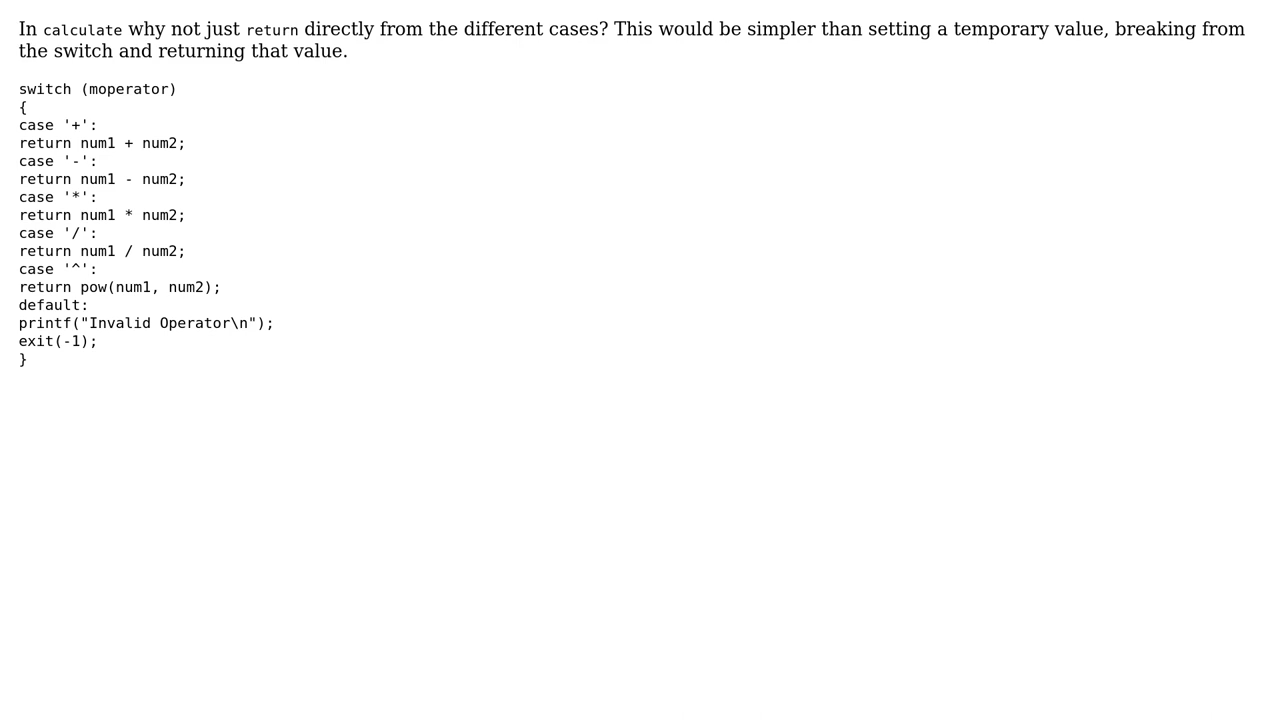 In calculate why not just return directly from the different cases? This would be simpler than setting a temporary value, breaking from
the switch and returning that value.
switch (moperator)
{
case '+':
return num1 + num2;
case '-':
return num1 - num2;
case '*':
return num1 * num2;
case '/':
return num1 / num2;
case '^':
return pow(num1, num2);
default:
printf("Invalid Operator\n");
exit(-1);
}